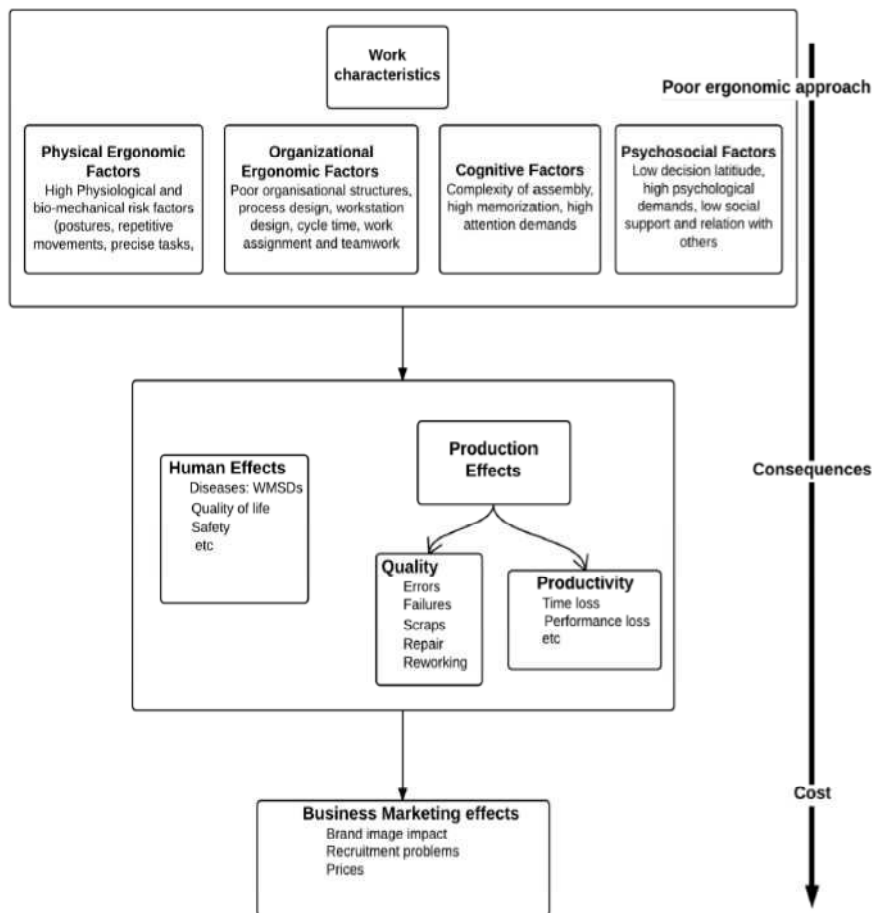 Work
characteristics
Poor ergonomic approach
Physical Ergonomic
Factors
High Physiological and
bio-mechanical risk factors
(postures, repetitive
movements, precise tasks,
Organizational
Ergonomic Factors
Poor organisational structures,
process design, workstation
design, cycle time, work
assignment and teamwork
Cognitive Factors
Complexity of assembly,
high memorization, high
attention demands
Psychosocial Factors
Low decision latitiude,
high psychological
demands, low social
support and relation with
others
Consequences
Human Effects
Diseases: WMSDs
Quality of life
Safety
etc
Production
Effects
Quality
Errors
Failures
Scraps
Repair
Reworking
Productivity
Time loss
Performance loss
etc
Cost
Business Marketing effects
Brand image impact
Recruitment problems
Prices